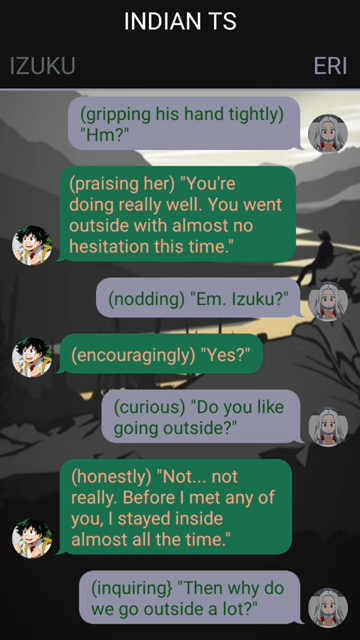 INDIAN TS
IZUKU
ERI
(gripping his hand tightly)
"Hm?"
(praising her) "You're
doing really well. You went
outside with almost no
hesitation this time."
(nodding) "Em. Izuku?"
(encouragingly) "Yes?"
(curious) "Do you like
going outside?"
(honestly) "Not... not
really. Before I met any of
you, I stayed inside
almost all the time."
(inquiring} "Then why do
we go outside a lot?"